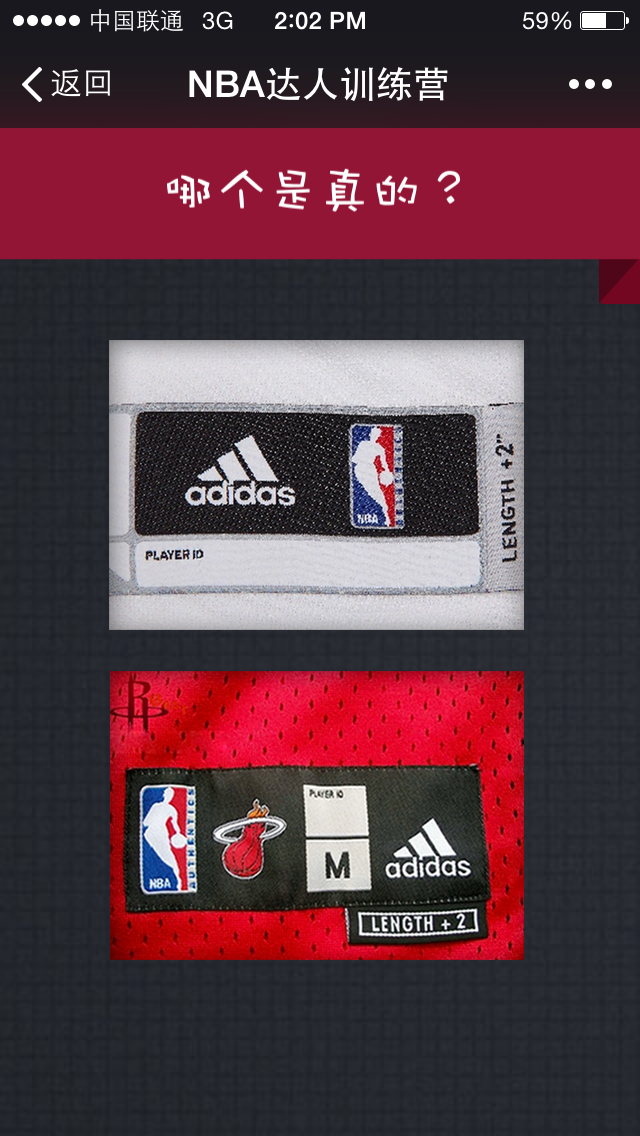 中国联通 3G 2:02 PM 59%
返回 NBA达人训练营
哪个是真的？
adidas
NBA
LENGTH +2"
PLAYER ID
R
PLAYER ID
NBA
AUTHENTICS
M
adidas
LENGTH + 2